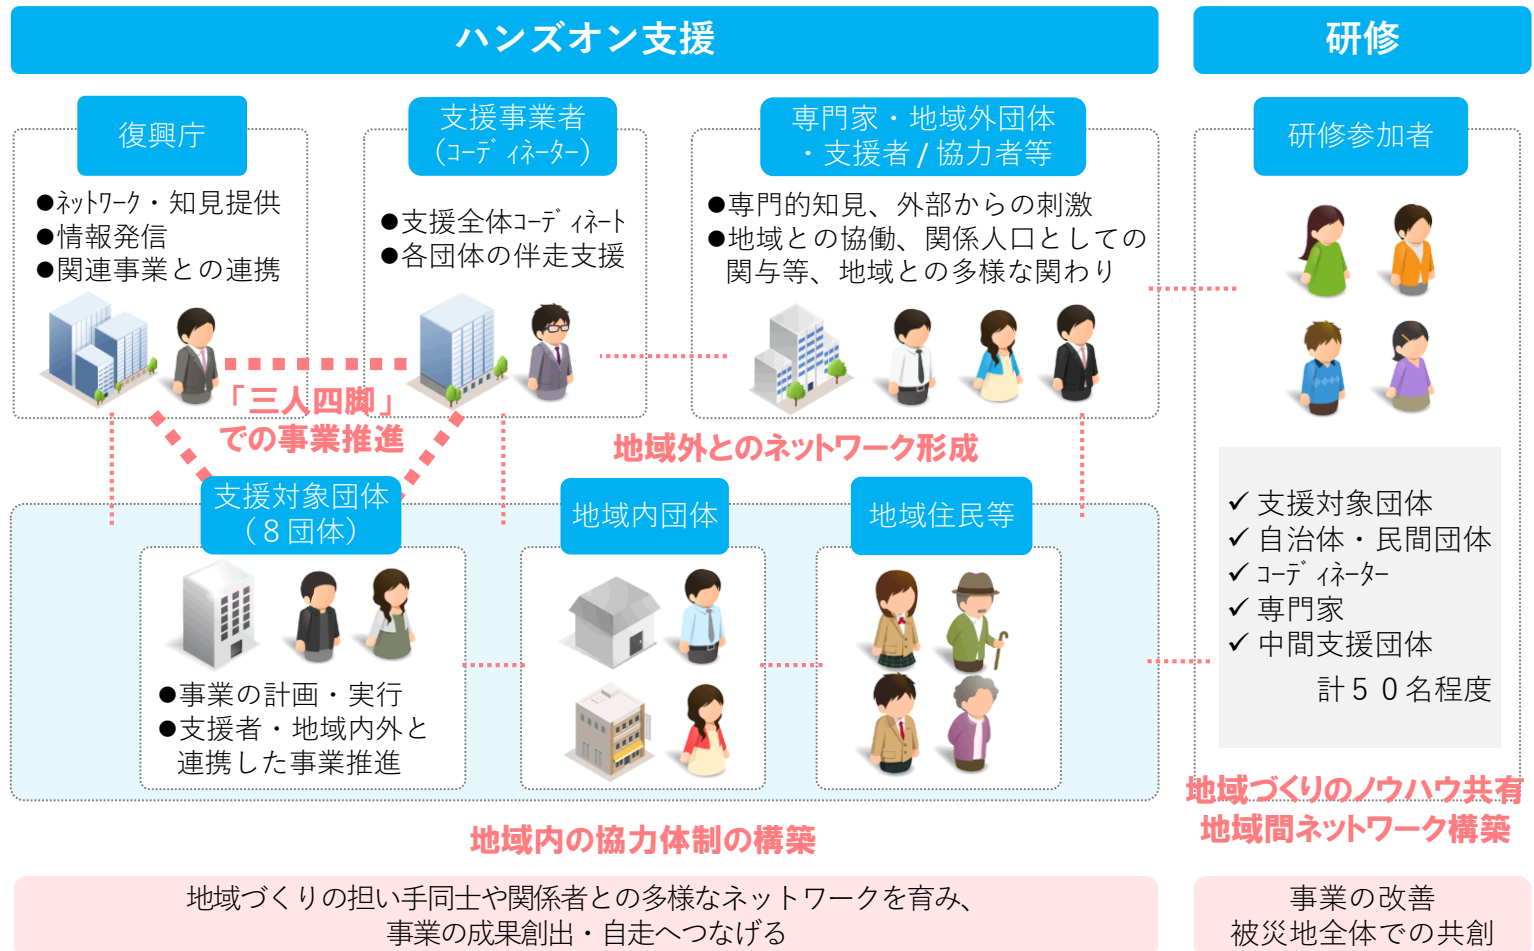 ハンズオン支援
研修
復興庁
●ネットワーク・知見提供
●情報発信
●関連事業との連携
支援事業者
(コーディネーター)
●支援全体コーディネート
●各団体の伴走支援
専門家・地域外団体
・支援者/協力者等
●専門的知見、外部からの刺激
●地域との協働、関係人口としての
関与等、地域との多様な関わり
研修参加者
「三人四脚」
での事業推進
地域外とのネットワーク形成
支援対象団体
(8団体)
●事業の計画・実行
●支援者・地域内外と
連携した事業推進
地域内団体
地域住民等
✓支援対象団体
✓自治体・民間団体
✓コーディネーター
✓専門家
✓中間支援団体
計50名程度
地域内の協力体制の構築
地域づくりのノウハウ共有
地域間ネットワーク構築
地域づくりの担い手同士や関係者との多様なネットワークを育み、
事業の成果創出・自走へつなげる
事業の改善
被災地全体での共創